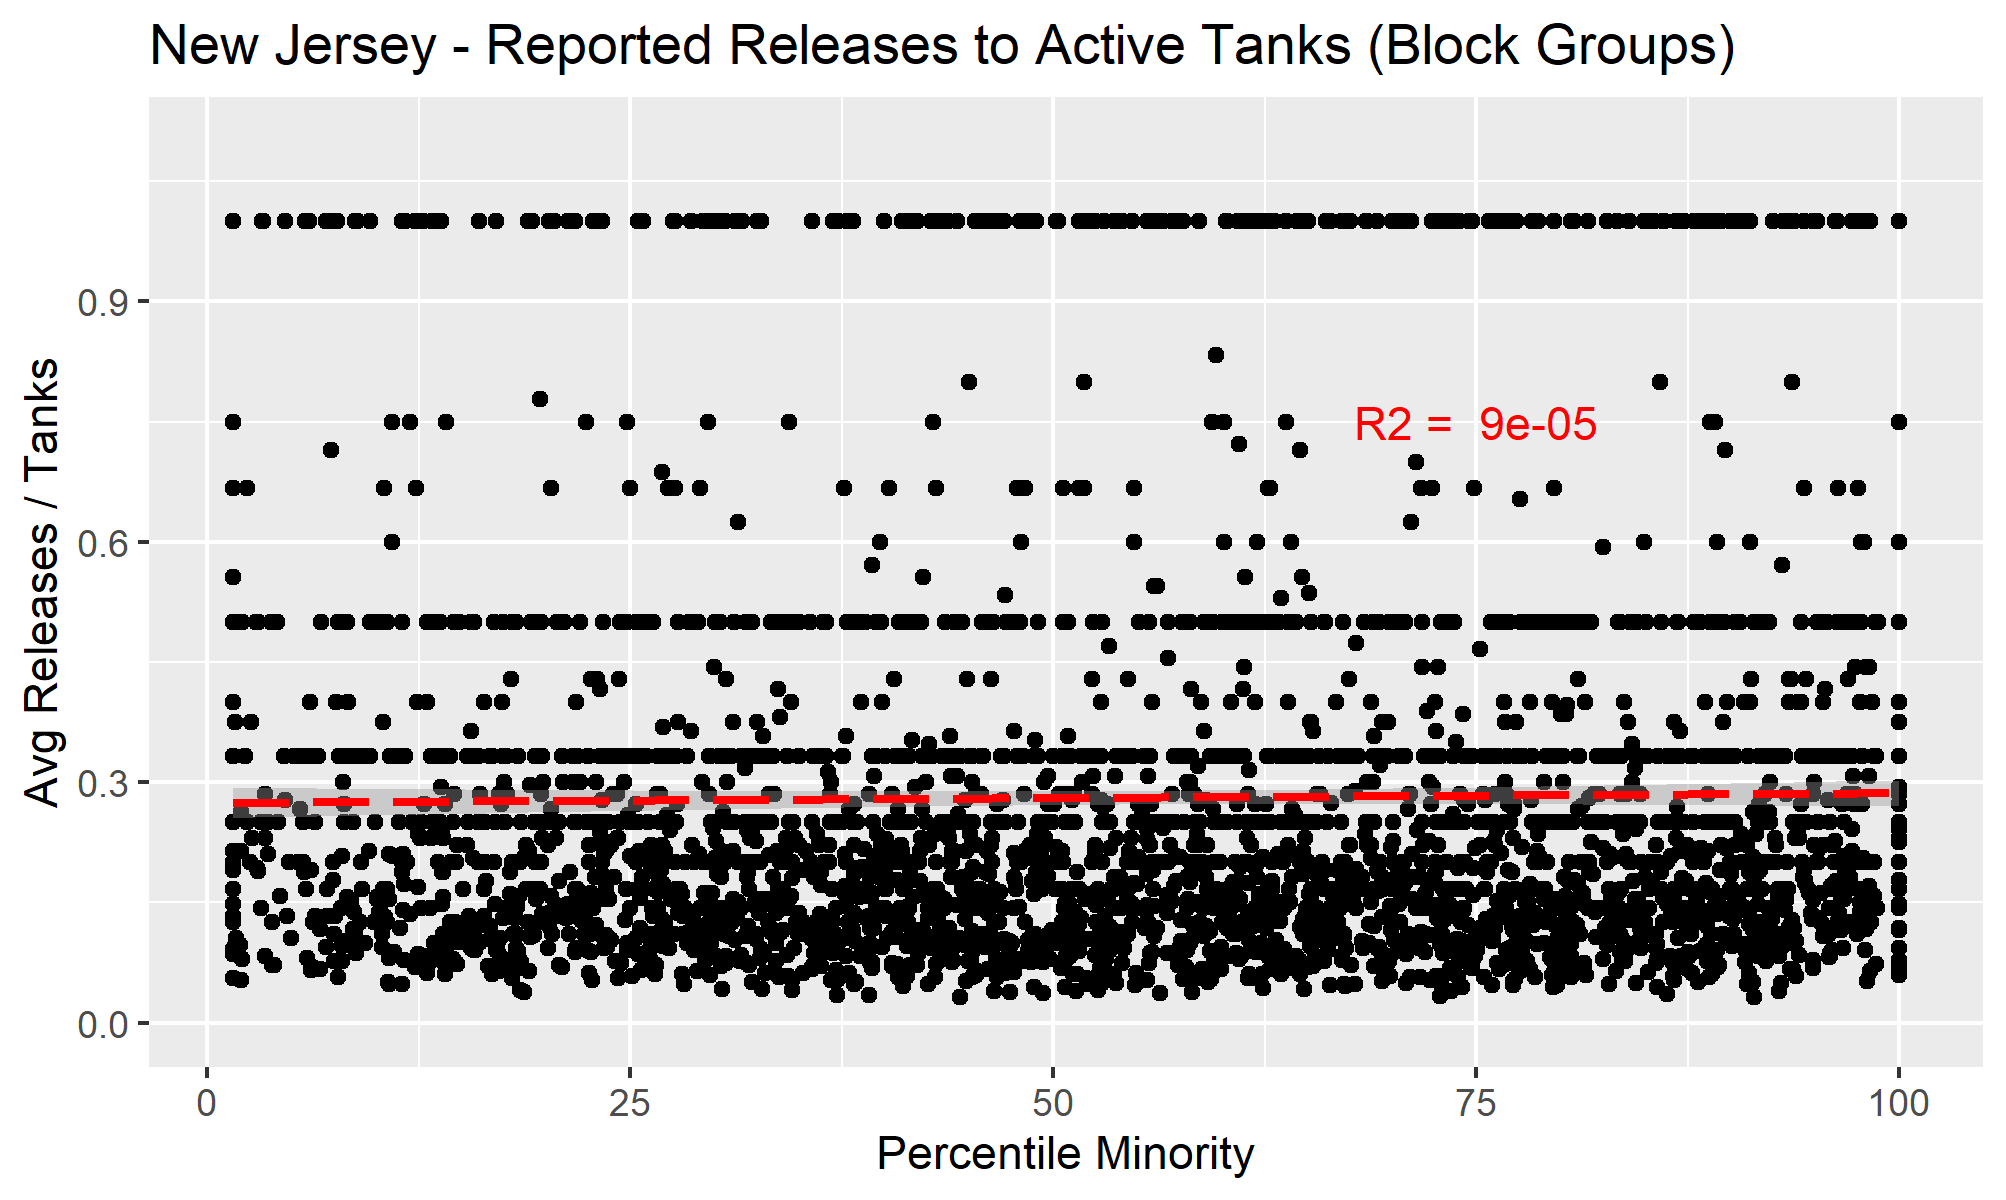 New Jersey - Reported Releases to Active Tanks (Block Groups)
Avg Releases / Tanks
0.9
0.6
0.3
0.0
R2 =  9e-05
0 25 50 75 100
Percentile Minority